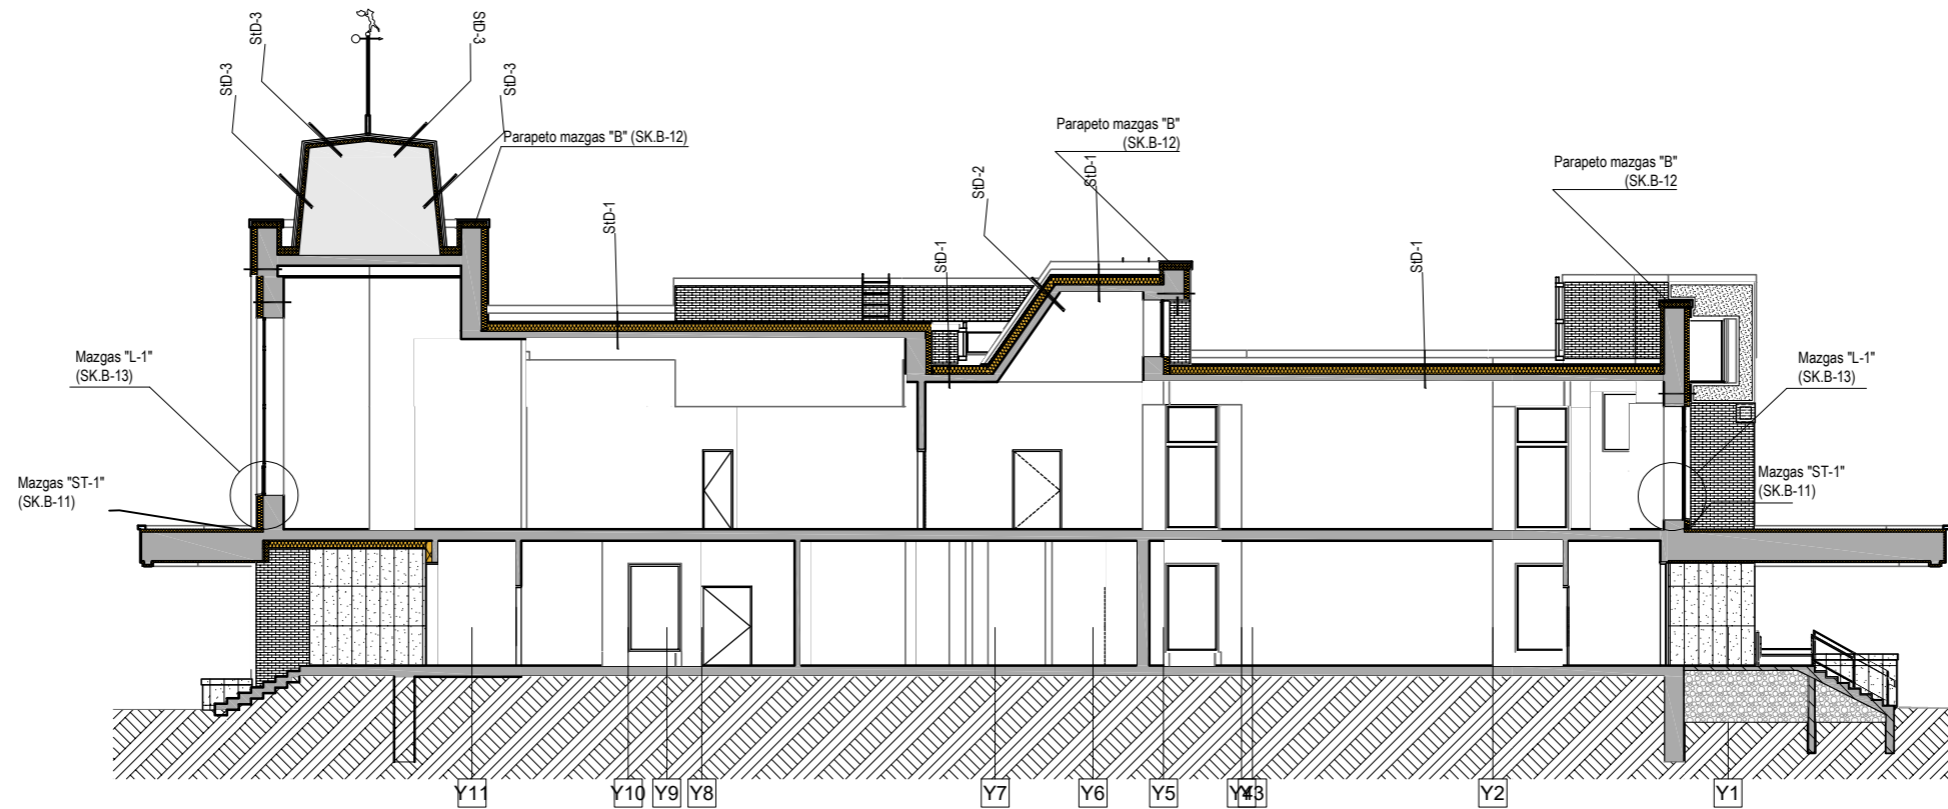 StD-3
StD-3
StD-3
StD-3
Parapeto mazgas "B" (SK.B-12)
Parapeto mazgas "B"
(SK.B-12)
Parapeto mazgas "B"
(SK.B-12
StD-1
StD-1
StD-2
StD-1
StD-1
Mazgas "L-1"
(SK.B-13)
Mazgas "L-1"
(SK.B-13)
Mazgas "ST-1"
(SK.B-11)
Mazgas "ST-1"
(SK.B-11)
Y11
Y10
Y9
Y8
Y7
Y6
Y5
Y4
Y3
Y2
Y1